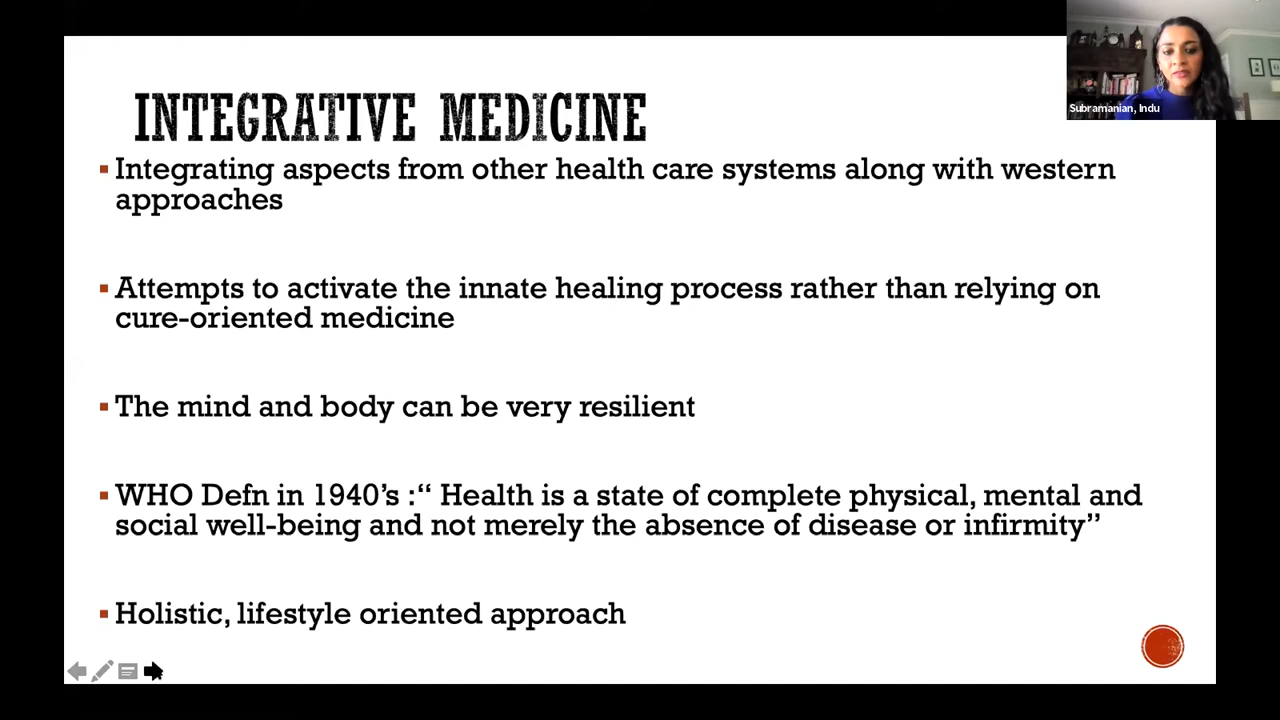 INTEGRATIVE MEDICINE
Integrating aspects from other health care systems along with western
approaches
Attempts to activate the innate healing process rather than relying on
cure-oriented medicine
The mind and body can be very resilient
WHO Defn in 1940’s :“ Health is a state of complete physical, mental and
social well-being and not merely the absence of disease or infirmity”
Holistic, lifestyle oriented approach
Subramanian, Indu